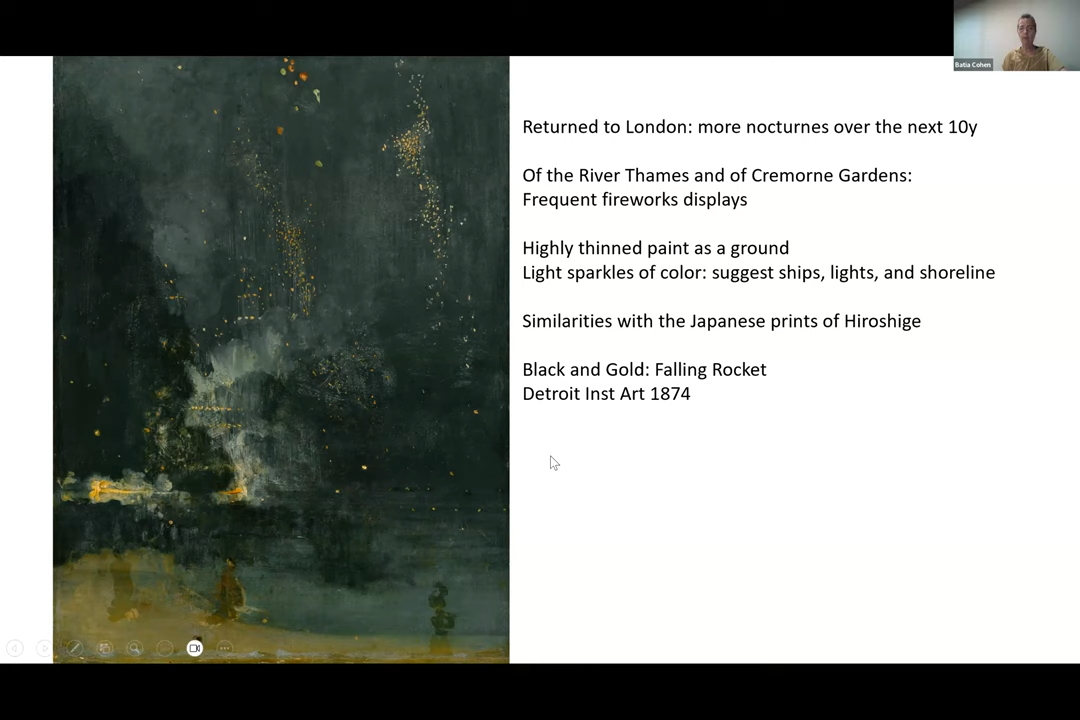 Batia Cohen
Returned to London: more nocturnes over the next 10y
Of the River Thames and of Cremorne Gardens:
Frequent fireworks displays
Highly thinned paint as a ground
Light sparkles of color: suggest ships, lights, and shoreline
Similarities with the Japanese prints of Hiroshige
Black and Gold: Falling Rocket
Detroit Inst Art 1874